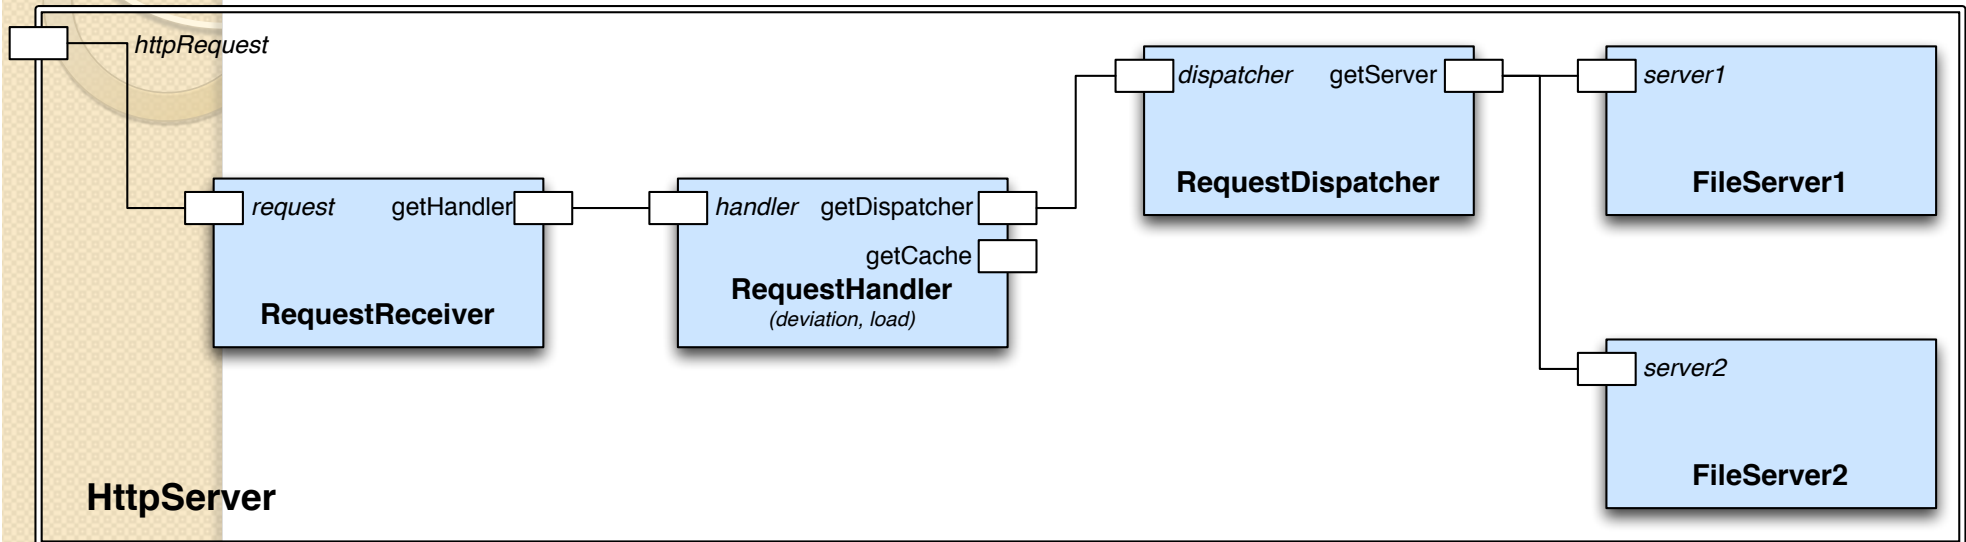 httpRequest
dispatcher getServer
server1
RequestDispatcher
FileServer1
request getHandler
handler getDispatcher
getCache
RequestHandler
(deviation, load)
RequestReceiver
server2
FileServer2
HttpServer